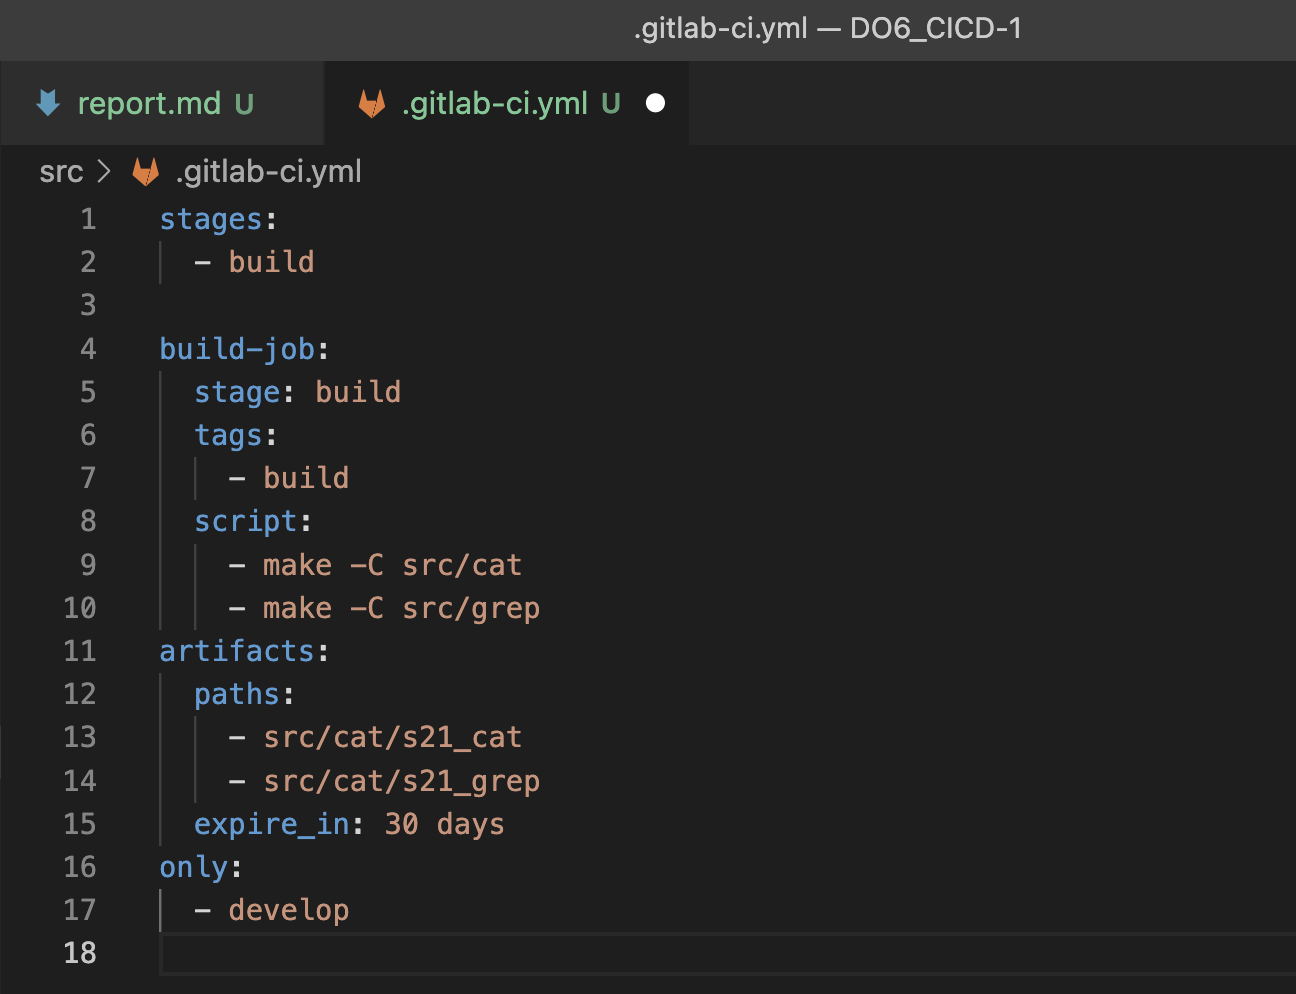 .gitlab-ci.yml — DO6_CICD-1
report.md U .gitlab-ci.yml U
src > .gitlab-ci.yml
1 stages:
2 - build
3
4 build-job:
5 stage: build
6 tags:
7 - build
8 script:
9 - make -C src/cat
10 - make -C src/grep
11 artifacts:
12 paths:
13 - src/cat/s21_cat
14 - src/cat/s21_grep
15 expire_in: 30 days
16 only:
17 - develop
18